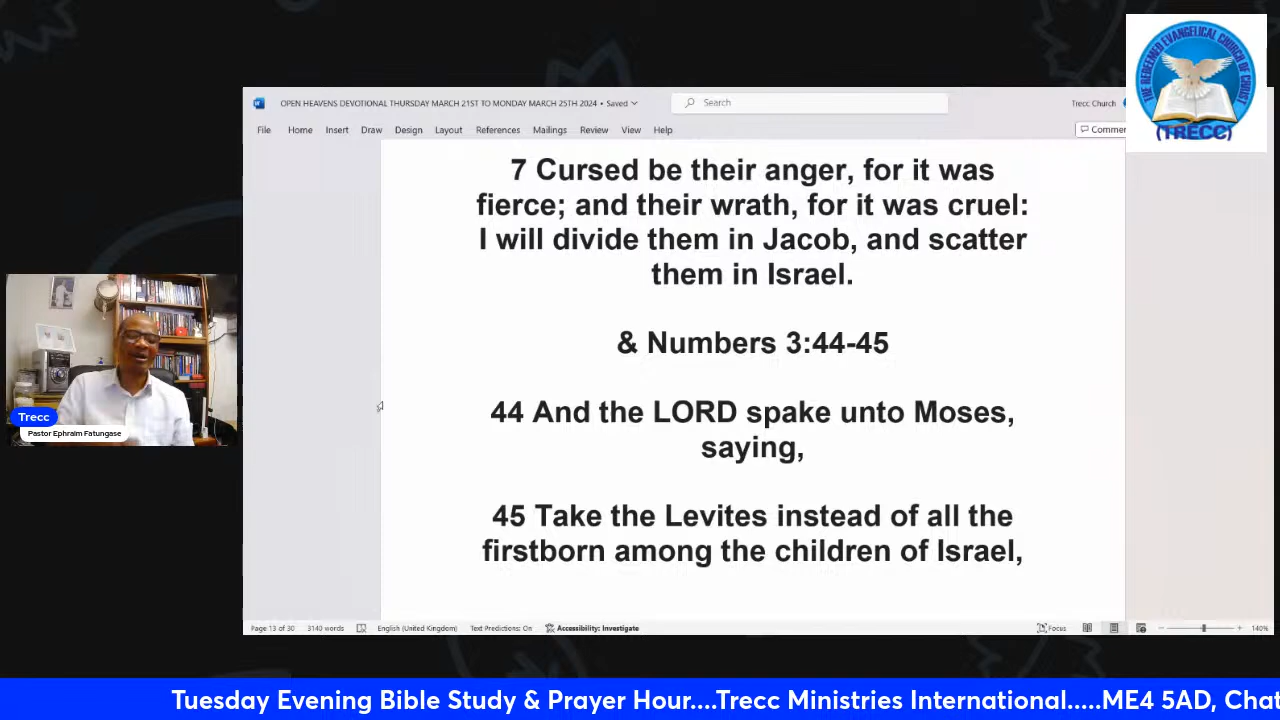 THE REDEEMED EVANGELICAL CHURCH OF CHRIST
(TRECC)
OPEN HEAVENS DEVOTIONAL THURSDAY MARCH 21ST TO MONDAY MARCH 25TH 2024 • Saved
Search
Trecc Church
File Home Insert Draw Design Layout References Mailings Review View Help
Commen
7 Cursed be their anger, for it was
fierce; and their wrath, for it was cruel:
I will divide them in Jacob, and scatter
them in Israel.
& Numbers 3:44-45
44 And the LORD spake unto Moses,
saying,
45 Take the Levites instead of all the
firstborn among the children of Israel,
Trecc
Pastor Ephraim Fatungase
Page 13 of 30 3140 words English (United Kingdom) Text Predictions: On Accessibility: Investigate Focus 140%
Tuesday Evening Bible Study & Prayer Hour....Trecc Ministries International.....ME4 5AD, Chat